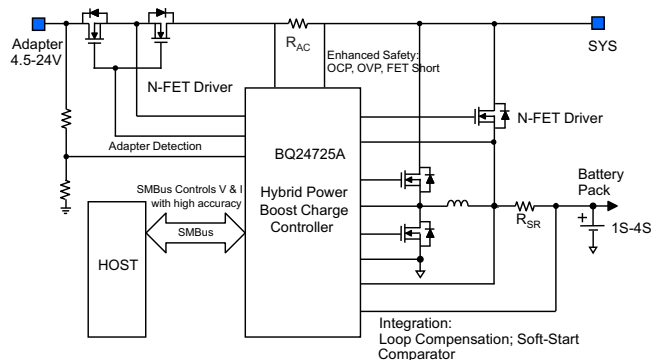 Adapter
4.5-24V
R_AC
Enhanced Safety:
OCP, OVP, FET Short
SYS
N-FET Driver
N-FET Driver
Adapter Detection
BQ24725A
Hybrid Power
Boost Charge
Controller
SMBus Controls V & I
with high accuracy
SMBus
HOST
R_SR
Battery
Pack
+
1S-4S
Integration:
Loop Compensation; Soft-Start
Comparator